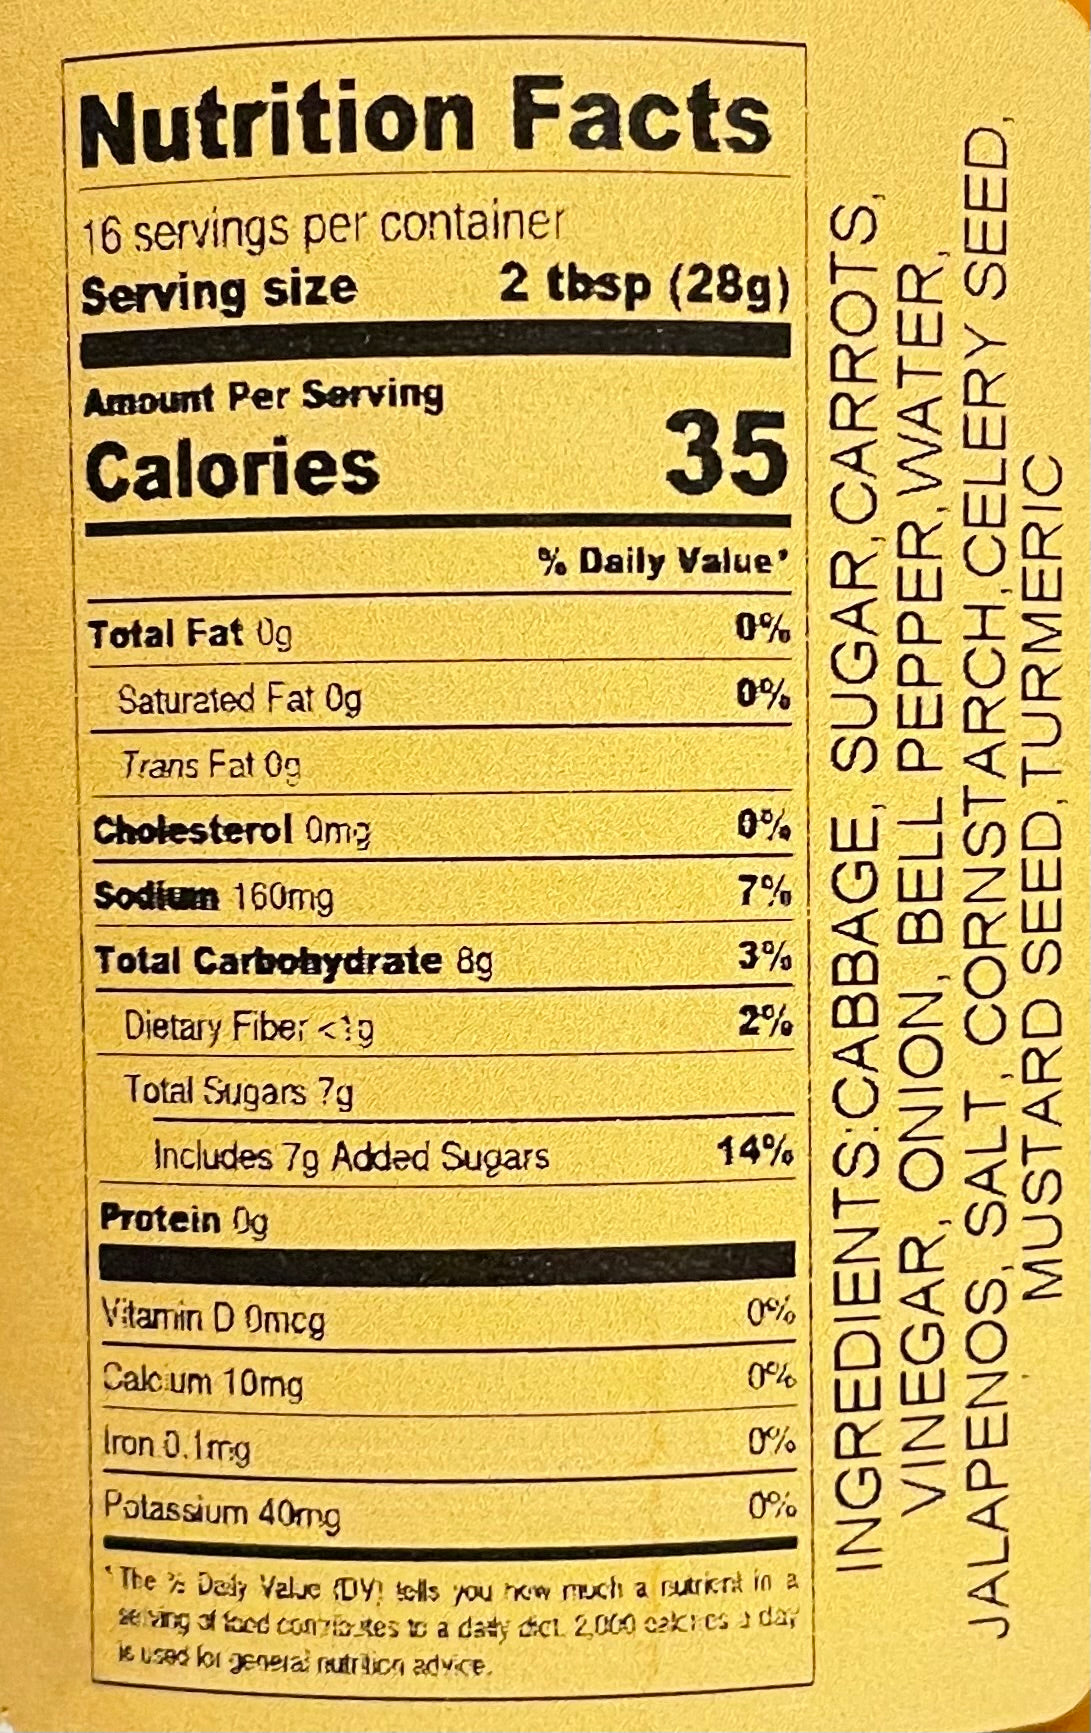 Nutrition Facts
16 servings per container
Serving size 2 tbsp (28g)
Amount Per Serving
Calories 35
% Daily Value*
Total Fat 0g 0%
Saturated Fat 0g 0%
Trans Fat 0g
Cholesterol 0mg 0%
Sodium 160mg 7%
Total Carbohydrate 8g 3%
Dietary Fiber <1g 2%
Total Sugars 7g
Includes 7g Added Sugars 14%
Protein 0g
Vitamin D 0mcg 0%
Calcium 10mg 0%
Iron 0.1mg 0%
Potassium 40mg 0%
* The % Daily Value (DV) tells you how much a nutrient in a
serving of food contributes to a daily diet. 2,000 calories a day
is used for general nutrition advice.
INGREDIENTS:CABBAGE, SUGAR,CARROTS,
VINEGAR, ONION, BELL PEPPER,WATER,
JALAPENOS, SALT, CORNSTARCH,CELERY SEED,
MUSTARD SEED,TURMERIC